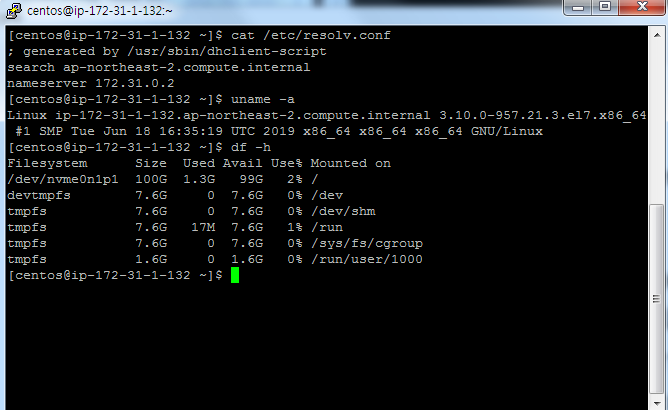 centos@ip-172-31-1-132:~
[centos@ip-172-31-1-132 ~]$ cat /etc/resolv.conf
; generated by /usr/sbin/dhclient-script
search ap-northeast-2.compute.internal
nameserver 172.31.0.2
[centos@ip-172-31-1-132 ~]$ uname -a
Linux ip-172-31-1-132.ap-northeast-2.compute.internal 3.10.0-957.21.3.el7.x86_64
 #1 SMP Tue Jun 18 16:35:19 UTC 2019 x86_64 x86_64 x86_64 GNU/Linux
[centos@ip-172-31-1-132 ~]$ df -h
Filesystem      Size  Used Avail Use% Mounted on
/dev/nvme0n1p1  100G  1.3G   99G   2% /
devtmpfs        7.6G     0  7.6G   0% /dev
tmpfs           7.6G     0  7.6G   0% /dev/shm
tmpfs           7.6G   17M  7.6G   1% /run
tmpfs           7.6G     0  7.6G   0% /sys/fs/cgroup
tmpfs           1.6G     0  1.6G   0% /run/user/1000
[centos@ip-172-31-1-132 ~]$